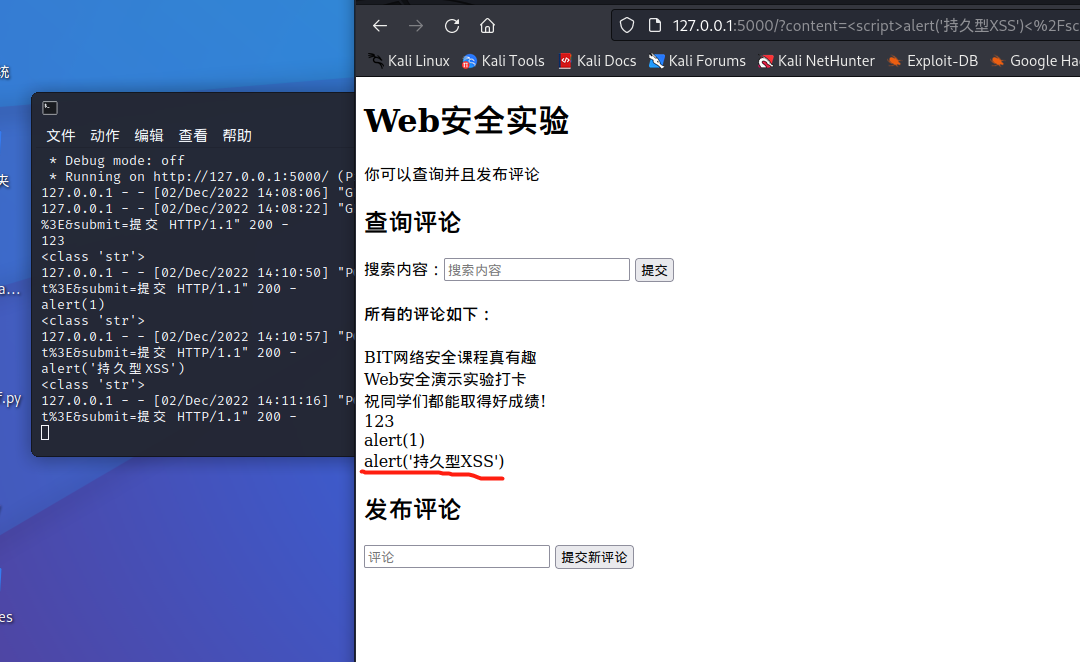 127.0.0.1:5000/?content=<script>alert('持久型XSS')<%2Fsc
Kali Linux Kali Tools Kali Docs Kali Forums Kali NetHunter Exploit-DB Google Ha
统
夹
a...
f.py
es
文件 动作 编辑 查看 帮助
* Debug mode: off
* Running on http://127.0.0.1:5000/ (P
127.0.0.1 - - [02/Dec/2022 14:08:06] "G
127.0.0.1 - - [02/Dec/2022 14:08:22] "G
%3E&submit=提交 HTTP/1.1" 200 -
123
<class 'str'>
127.0.0.1 - - [02/Dec/2022 14:10:50] "P
t%3E&submit=提交 HTTP/1.1" 200 -
alert(1)
<class 'str'>
127.0.0.1 - - [02/Dec/2022 14:10:57] "P
t%3E&submit=提交 HTTP/1.1" 200 -
alert('持久型XSS')
<class 'str'>
127.0.0.1 - - [02/Dec/2022 14:11:16] "P
t%3E&submit=提交 HTTP/1.1" 200 -
Web安全实验
你可以查询并且发布评论
查询评论
搜索内容：搜索内容 提交
所有的评论如下：
BIT网络安全课程真有趣
Web安全演示实验打卡
祝同学们都能取得好成绩!
123
alert(1)
alert('持久型XSS')
发布评论
评论 提交新评论